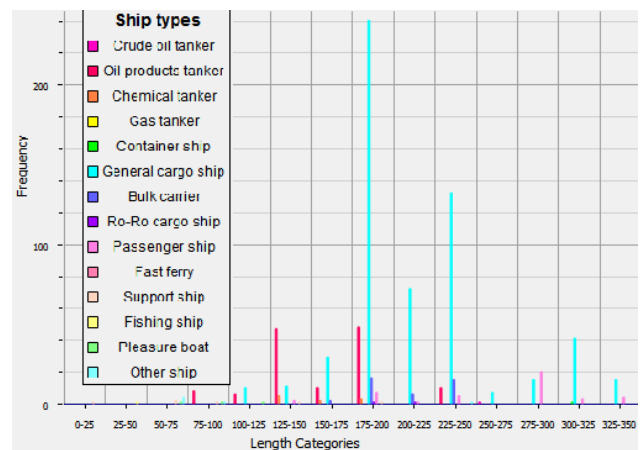 Ship types
Crude oil tanker
Oil products tanker
Chemical tanker
Gas tanker
Container ship
General cargo ship
Bulk carrier
Ro-Ro cargo ship
Passenger ship
Fast ferry
Support ship
Fishing ship
Pleasure boat
Other ship
Frequency
200
100
0
0-25 25-50 50-75 75-100 100-125 125-150 150-175 175-200 200-225 225-250 250-275 275-300 300-325 325-350
Length Categories